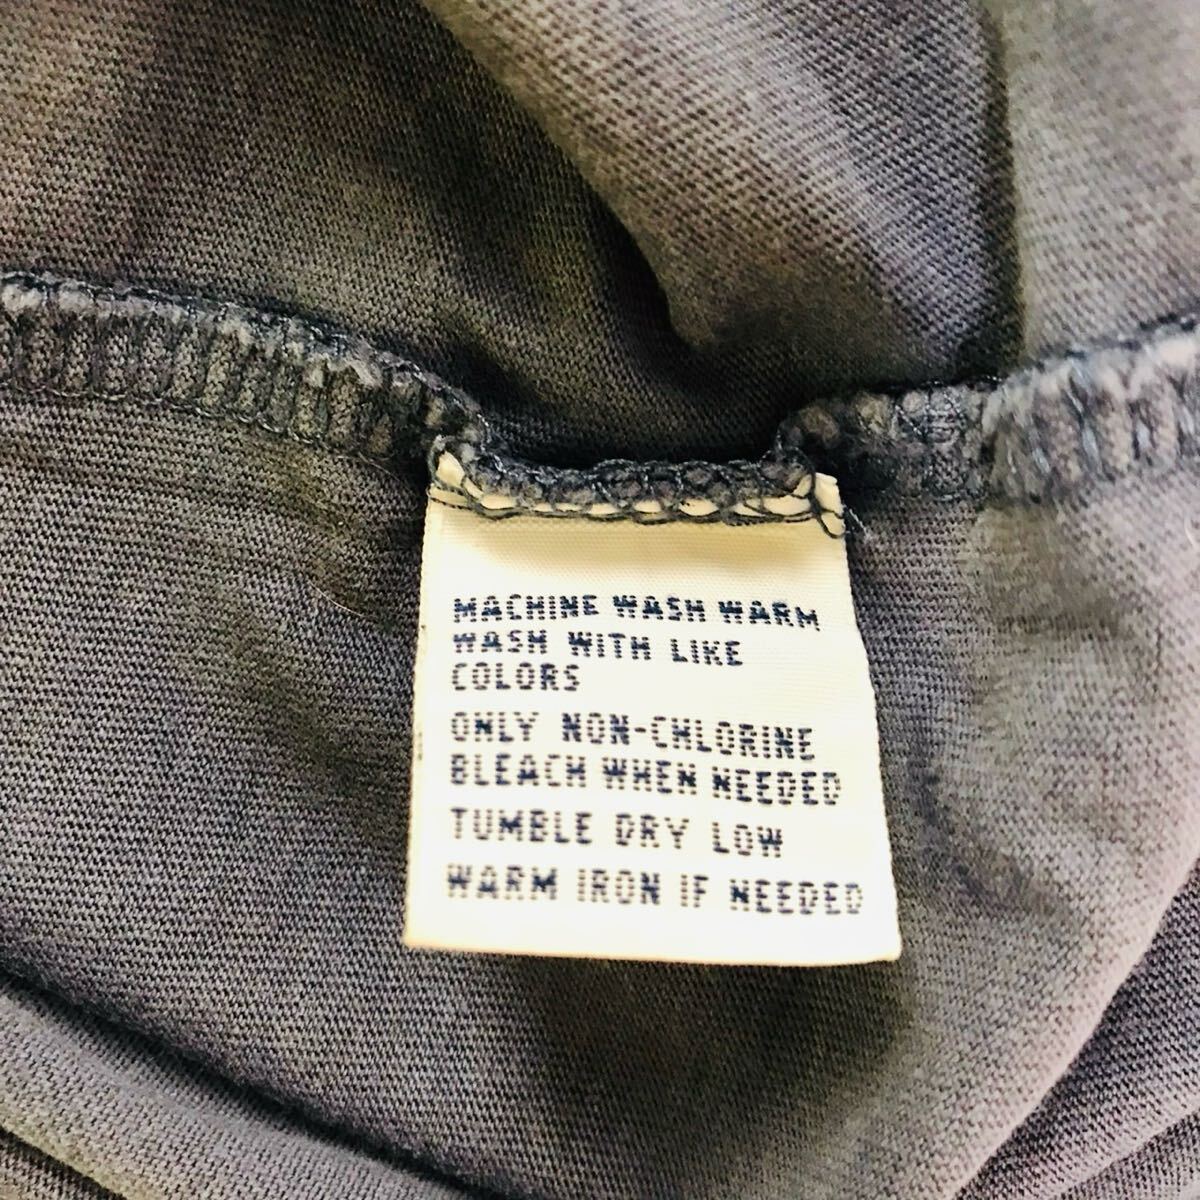 MACHINE WASH WARM
WASH WITH LIKE
COLORS
ONLY NON-CHLORINE
BLEACH WHEN NEEDED
TUMBLE DRY LOW
WARM IRON IF NEEDED